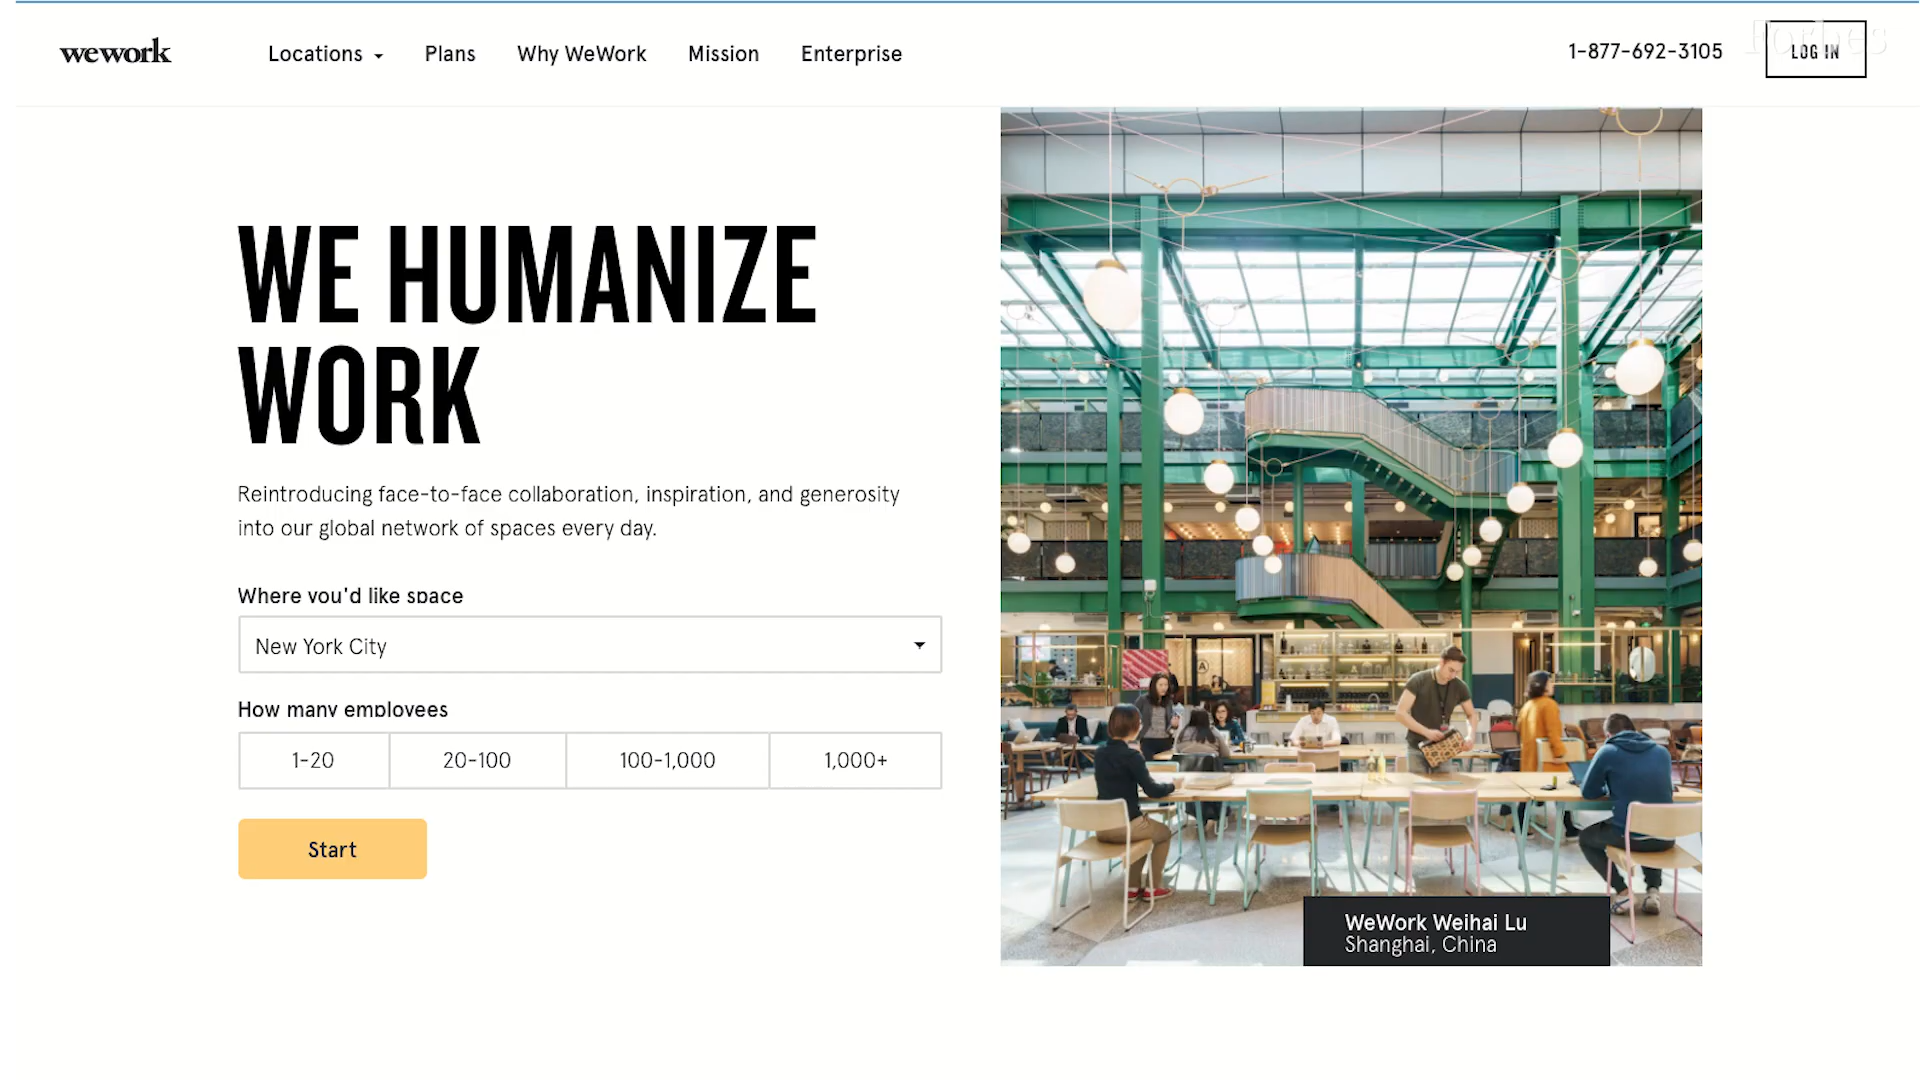 wework
Locations
Plans
Why WeWork
Mission
Enterprise
1-877-692-3105
Forbes
LOG IN
WE HUMANIZE
WORK
Reintroducing face-to-face collaboration, inspiration, and generosity
into our global network of spaces every day.
Where you'd like space
New York City
How many employees
1-20
20-100
100-1,000
1,000+
Start
A
WeWork Weihai Lu
Shanghai, China